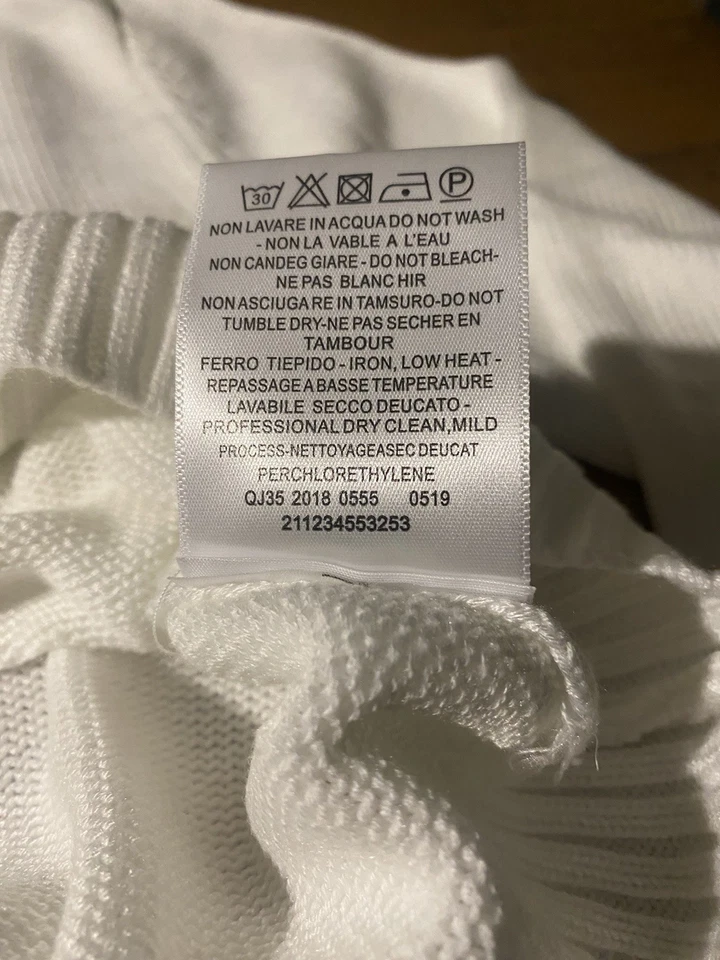 30 P
NON LAVARE IN ACQUA DO NOT WASH
- NON LA VABLE A L'EAU
NON CANDEG GIARE - DO NOT BLEACH-
NE PAS BLANC HIR
NON ASCIUGA RE IN TAMSURO-DO NOT
TUMBLE DRY-NE PAS SECHER EN
TAMBOUR
FERRO TIEPIDO - IRON, LOW HEAT -
REPASSAGE A BASSE TEMPERATURE
LAVABILE SECCO DEUCATO -
PROFESSIONAL DRY CLEAN,MILD
PROCESS-NETTOYAGEASEC DEUCAT
PERCHLORETHYLENE
QJ35 2018 0555 0519
211234553253